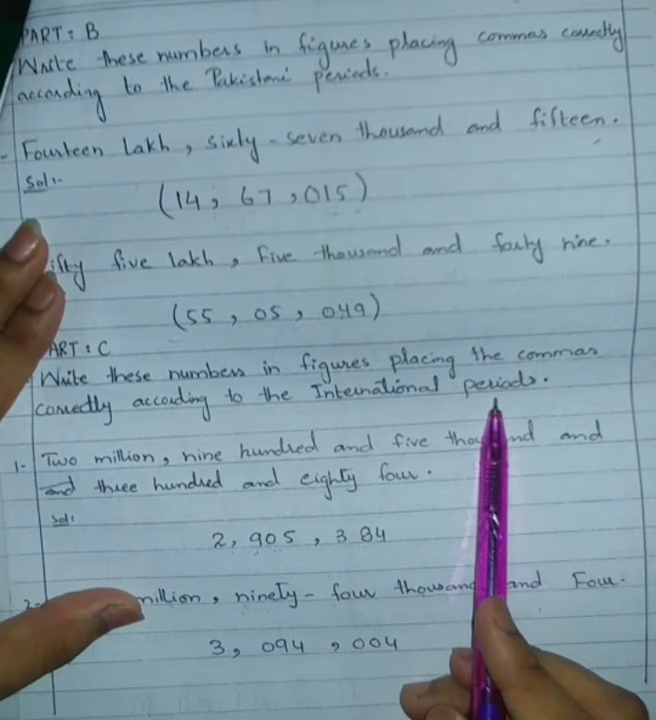 PART: B
Write these numbers in figures placing commas correctly
according to the Pakistani periods.
Fourteen Lakh, sixty-seven thousand and fifteen.
Sol:-
(14, 67, 015)
five lakh, Five thousand and forty nine.
(55, 05, 049)
PART: C
Write these numbers in figures placing the commas
correctly according to the International periods.
1- Two million, nine hundred and five and
and three hundred and eighty four.
Sol:
2, 905, 384
2- million, ninety-four thousand and Four.
3, 094, 004